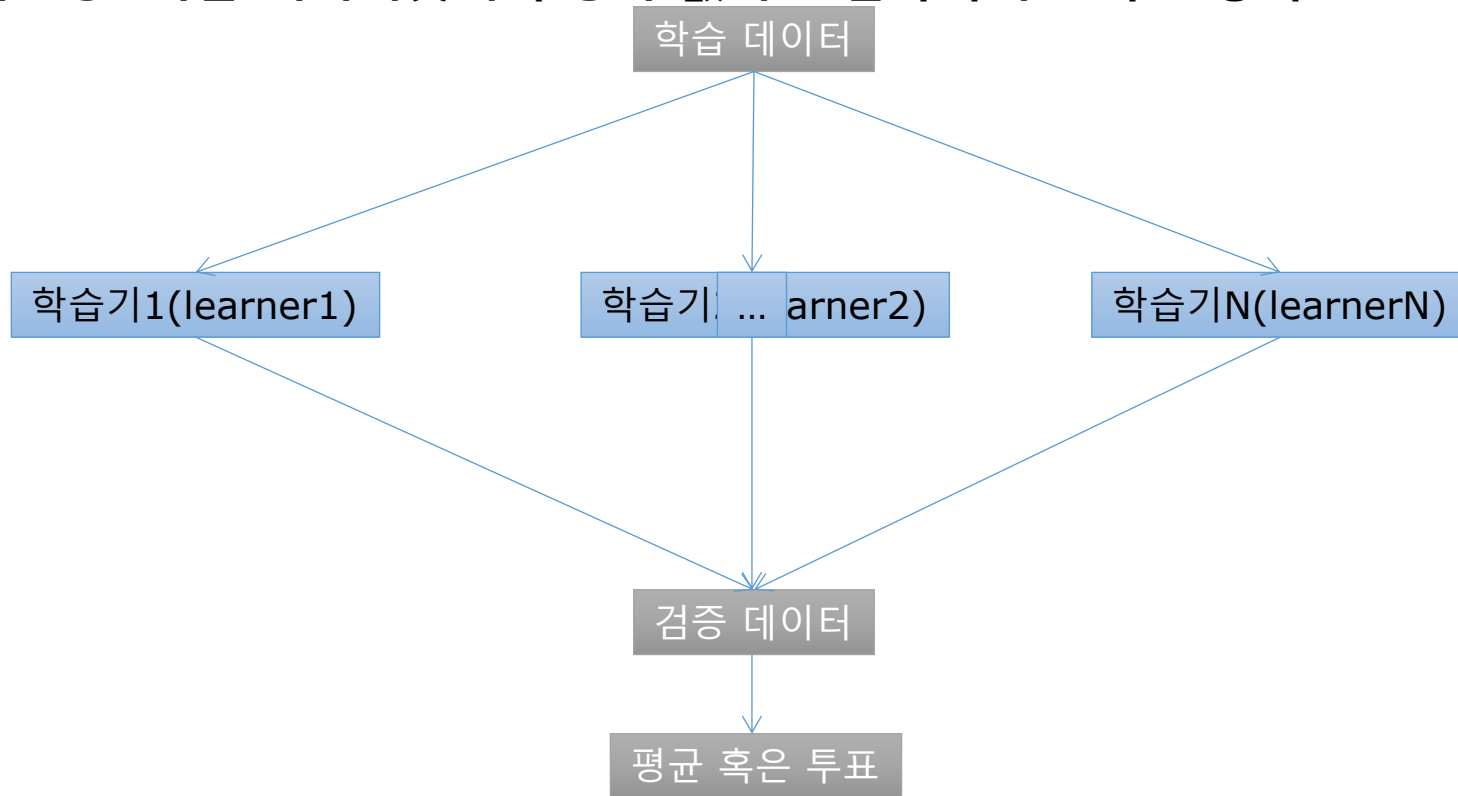 학습 데이터
학습기1(learner1)
학습기 ... arner2)
학습기N(learnerN)
검증 데이터
평균 혹은 투표